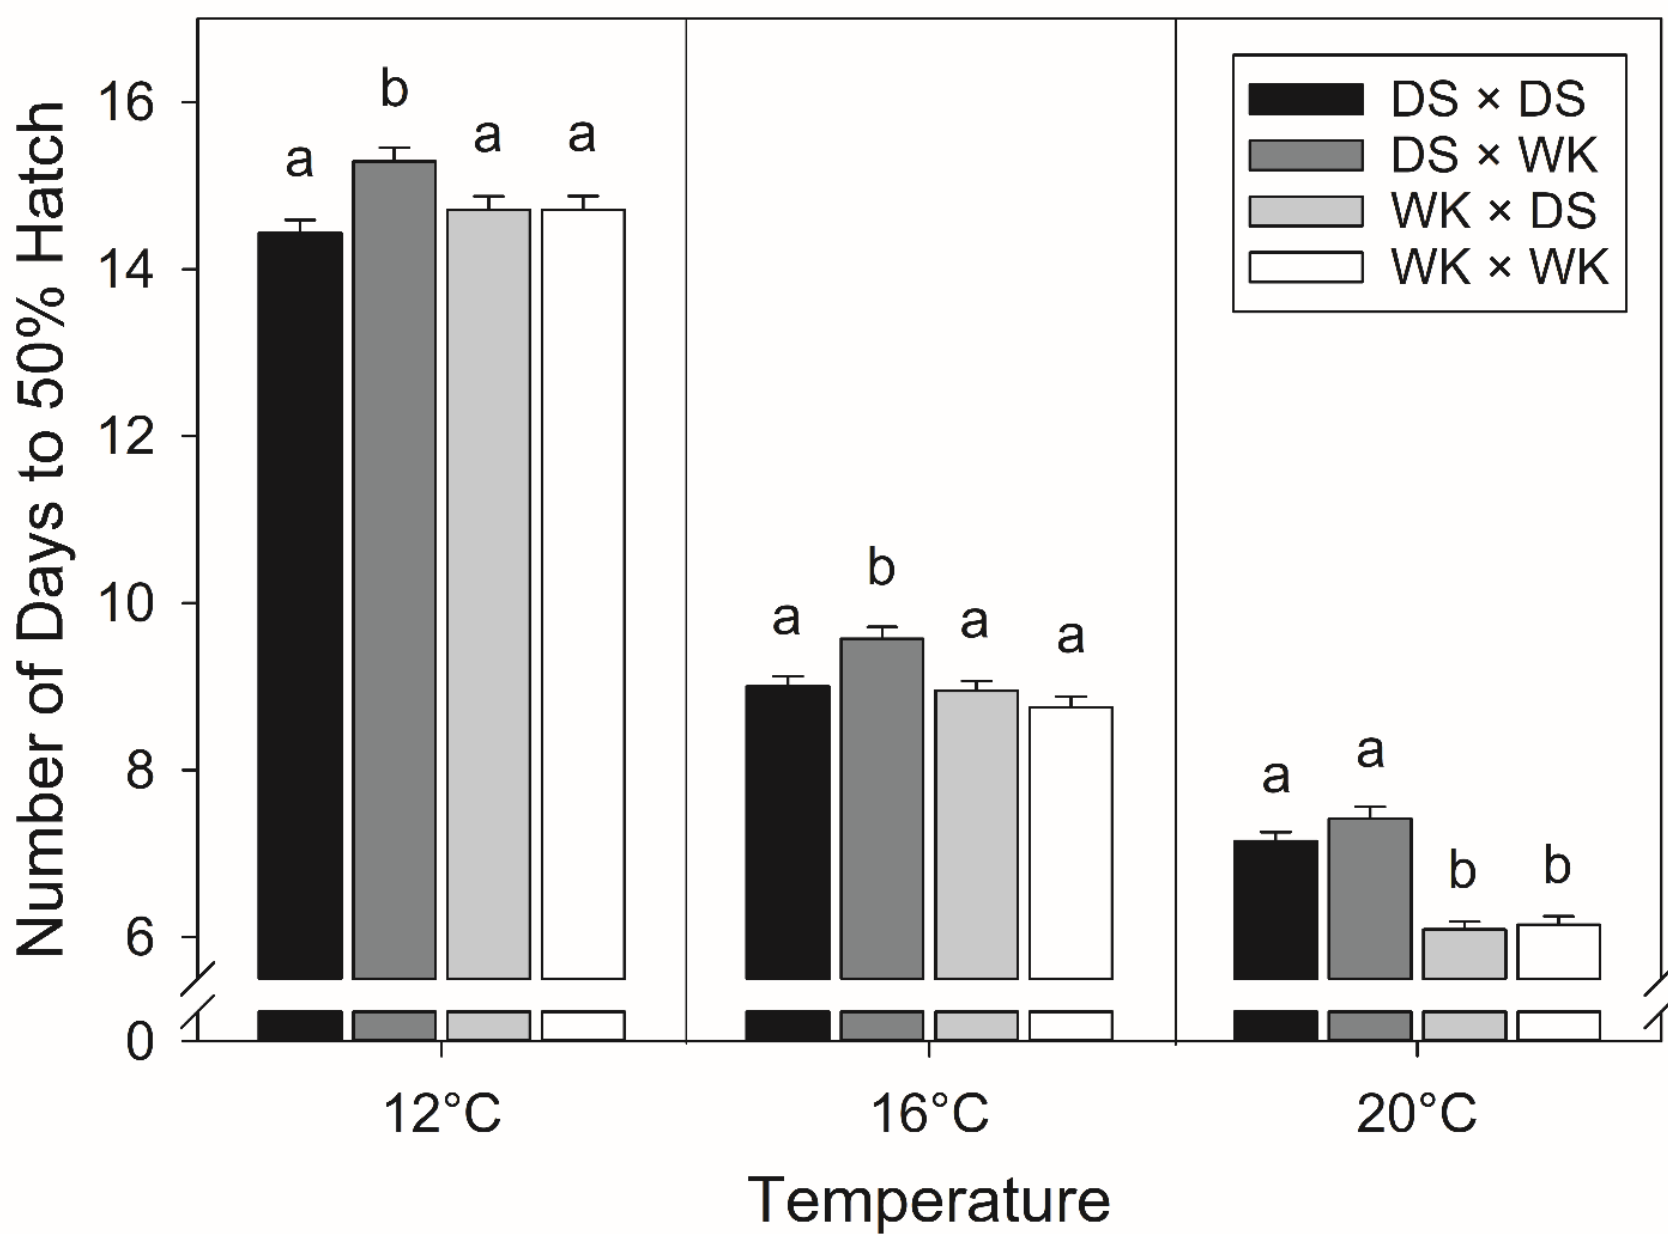 Number of Days to 50% Hatch
16
14
12
10
8
6
0
a
b
a
a
a
b
a
a
a
a
b
b
DS × DS
DS × WK
WK × DS
WK × WK
12°C
16°C
20°C
Temperature